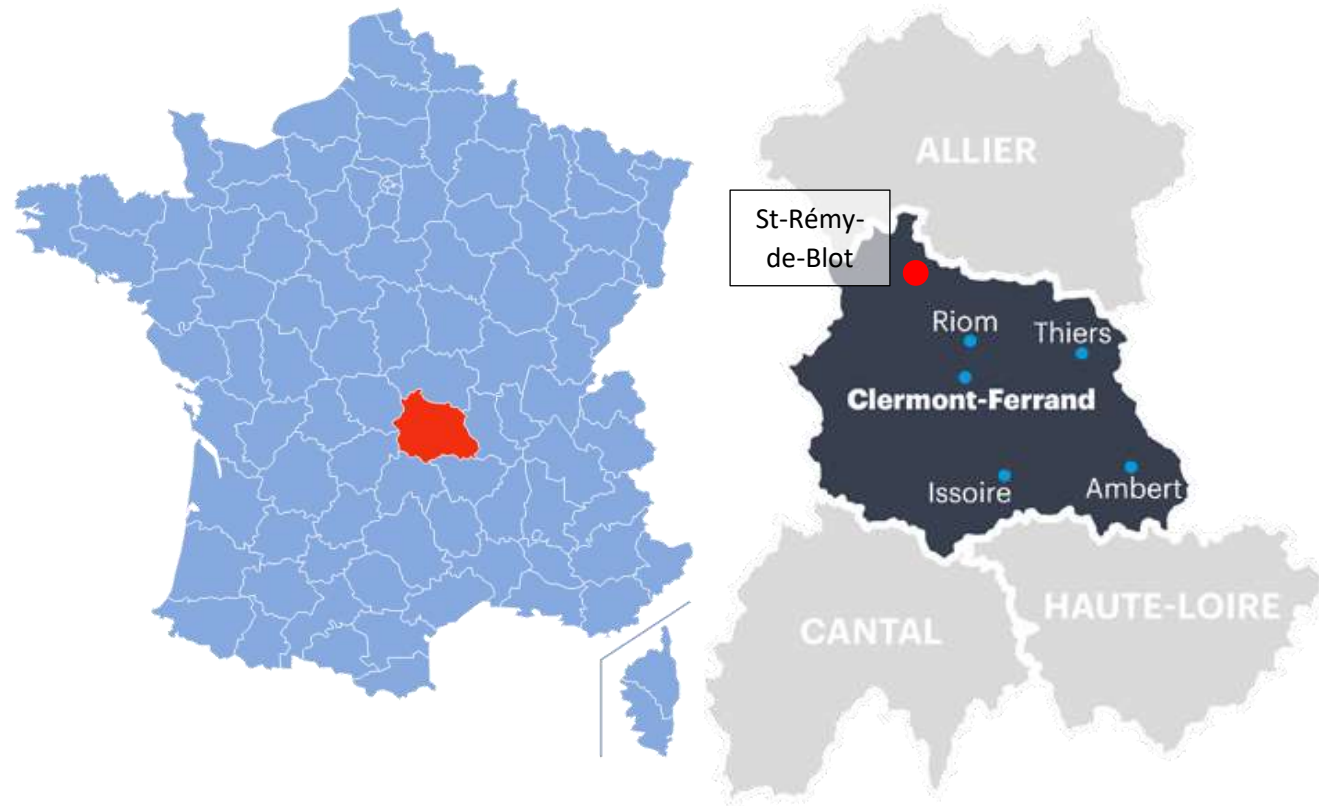 ALLIER
St-Rémy-
de-Blot
Riom
Thiers
Clermont-Ferrand
Issoire
Ambert
CANTAL
HAUTE-LOIRE